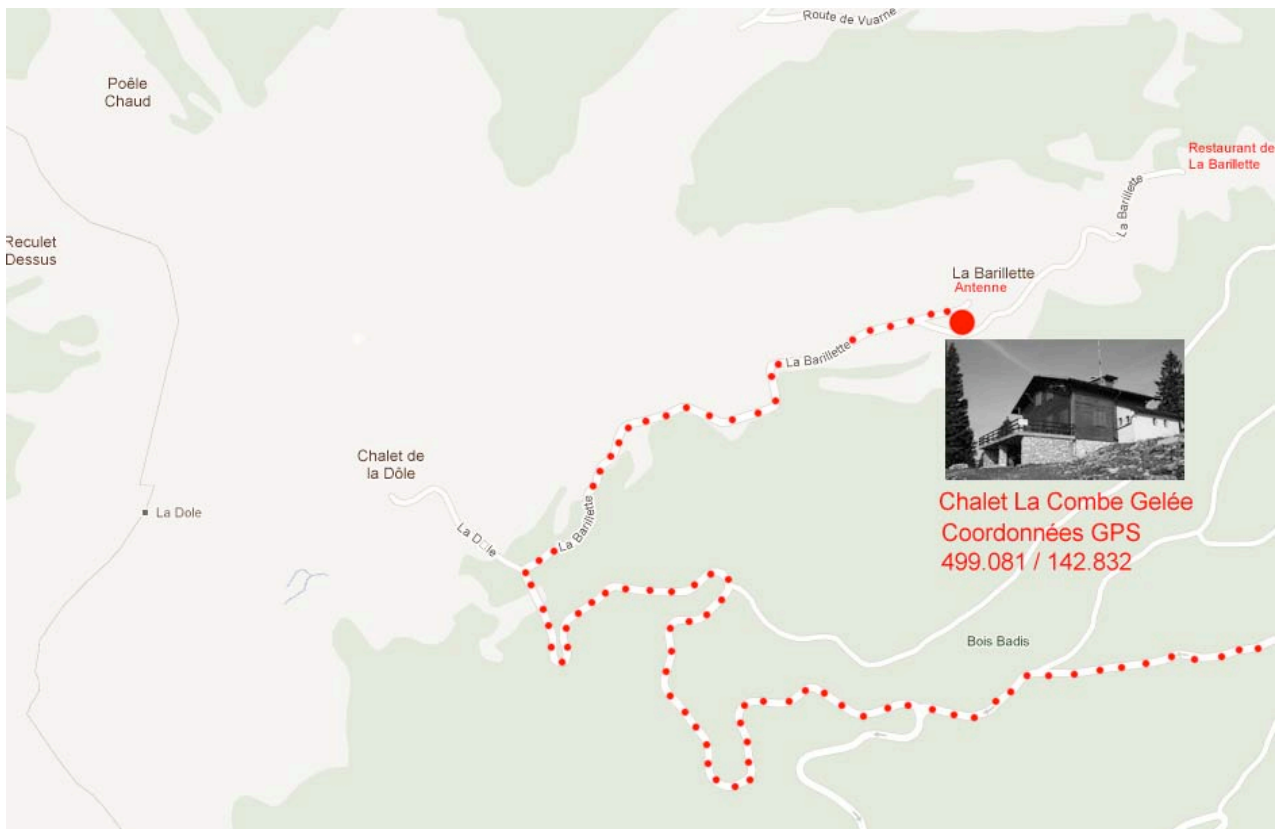 Route de Vuarne
Poêle
Chaud
Restaurant de
La Barillette
La Barillette
Reculet
Dessus
La Barillette
Antenne
La Barillette
Chalet de
la Dôle
La Dole
La D□le
La Barillette
Chalet La Combe Gelée
Coordonnées GPS
499.081 / 142.832
Bois Badis